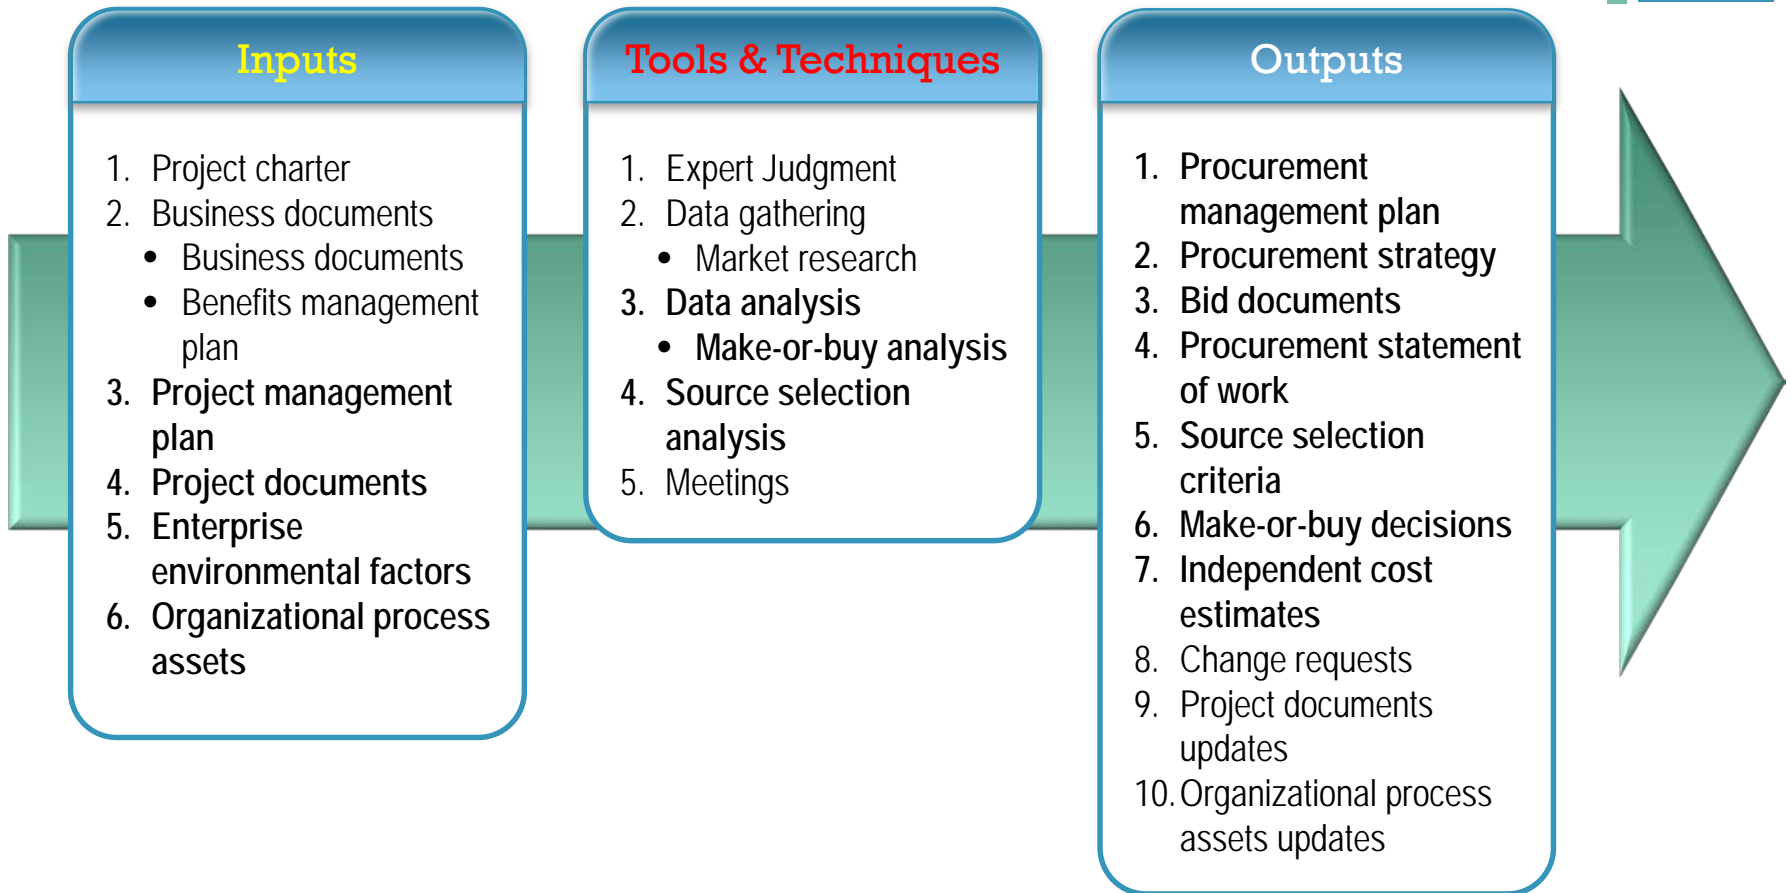 Inputs
1. Project charter
2. Business documents
• Business documents
• Benefits management
plan
3. Project management
plan
4. Project documents
5. Enterprise
environmental factors
6. Organizational process
assets
Tools & Techniques
1. Expert Judgment
2. Data gathering
• Market research
3. Data analysis
• Make-or-buy analysis
4. Source selection
analysis
5. Meetings
Outputs
1. Procurement
management plan
2. Procurement strategy
3. Bid documents
4. Procurement statement
of work
5. Source selection
criteria
6. Make-or-buy decisions
7. Independent cost
estimates
8. Change requests
9. Project documents
updates
10. Organizational process
assets updates